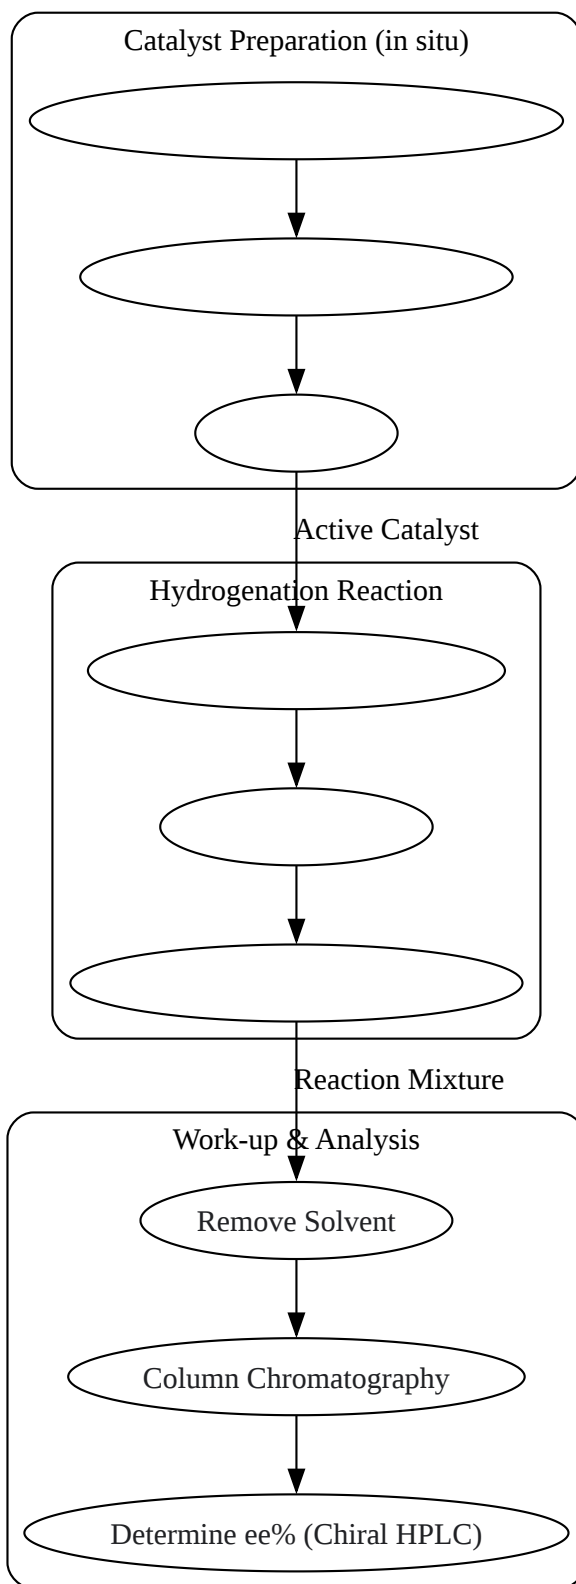 Catalyst Preparation (in situ)
Active Catalyst
Hydrogenation Reaction
Reaction Mixture
Work-up & Analysis
Remove Solvent
Column Chromatography
Determine ee% (Chiral HPLC)